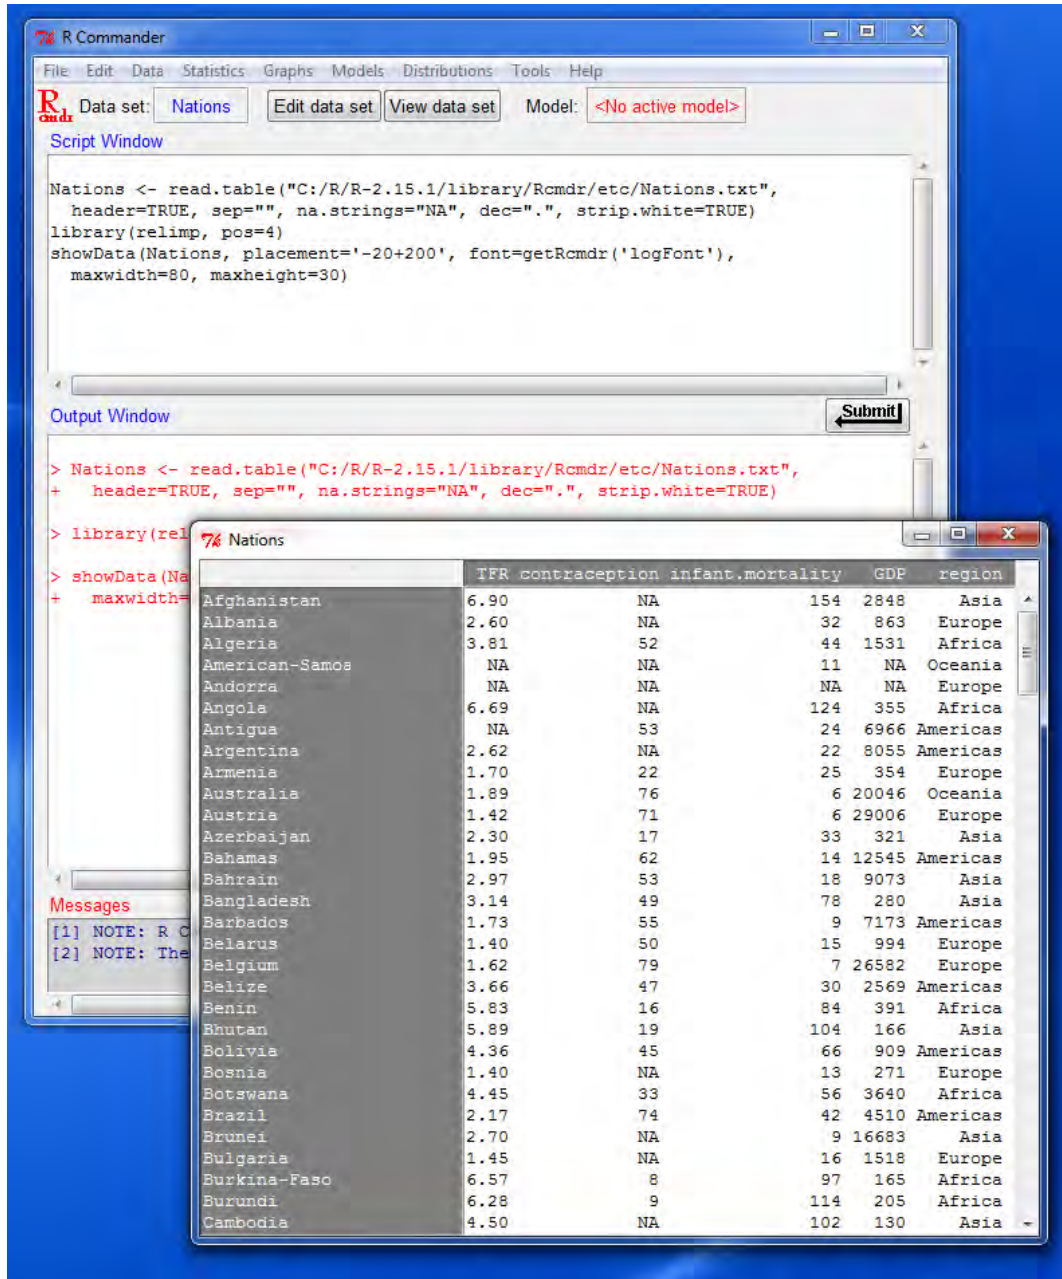 R Commander
File Edit Data Statistics Graphs Models Distributions Tools Help
R cmdr Data set: Nations Edit data set View data set Model: <No active model>
Script Window
Nations <- read.table("C:/R/R-2.15.1/library/Rcmdr/etc/Nations.txt",
  header=TRUE, sep="", na.strings="NA", dec=".", strip.white=TRUE)
library(relimp, pos=4)
showData(Nations, placement='-20+200', font=getRcmdr('logFont'),
  maxwidth=80, maxheight=30)
Output Window Submit
> Nations <- read.table("C:/R/R-2.15.1/library/Rcmdr/etc/Nations.txt",
+   header=TRUE, sep="", na.strings="NA", dec=".", strip.white=TRUE)
> library(rel
> showData(Na
+   maxwidth=
Messages
[1] NOTE: R C
[2] NOTE: The
Nations
TFR contraception infant.mortality GDP region
Afghanistan 6.90 NA 154 2848 Asia
Albania 2.60 NA 32 863 Europe
Algeria 3.81 52 44 1531 Africa
American-Samoa NA NA 11 NA Oceania
Andorra NA NA NA NA Europe
Angola 6.69 NA 124 355 Africa
Antigua NA 53 24 6966 Americas
Argentina 2.62 NA 22 8055 Americas
Armenia 1.70 22 25 354 Europe
Australia 1.89 76 6 20046 Oceania
Austria 1.42 71 6 29006 Europe
Azerbaijan 2.30 17 33 321 Asia
Bahamas 1.95 62 14 12545 Americas
Bahrain 2.97 53 18 9073 Asia
Bangladesh 3.14 49 78 280 Asia
Barbados 1.73 55 9 7173 Americas
Belarus 1.40 50 15 994 Europe
Belgium 1.62 79 7 26582 Europe
Belize 3.66 47 30 2569 Americas
Benin 5.83 16 84 391 Africa
Bhutan 5.89 19 104 166 Asia
Bolivia 4.36 45 66 909 Americas
Bosnia 1.40 NA 13 271 Europe
Botswana 4.45 33 56 3640 Africa
Brazil 2.17 74 42 4510 Americas
Brunei 2.70 NA 9 16683 Asia
Bulgaria 1.45 NA 16 1518 Europe
Burkina-Faso 6.57 8 97 165 Africa
Burundi 6.28 9 114 205 Africa
Cambodia 4.50 NA 102 130 Asia